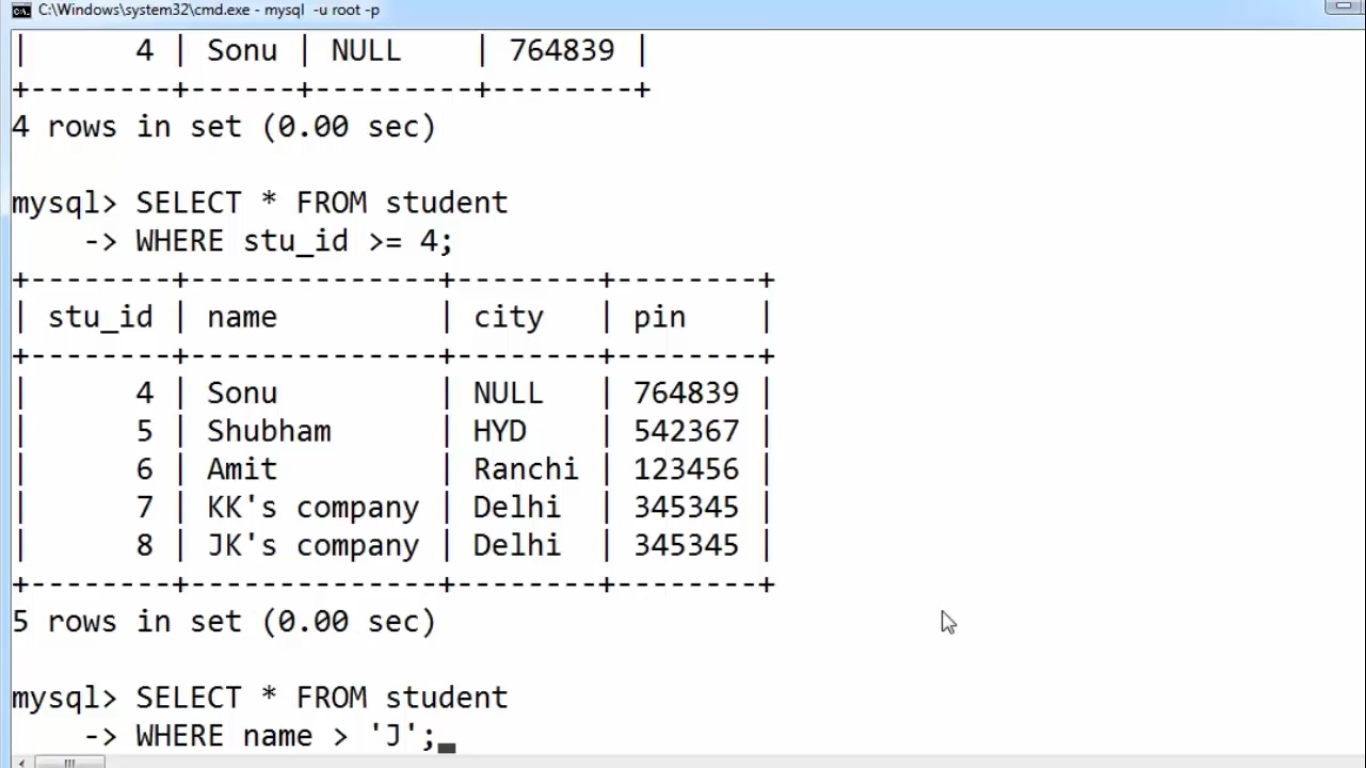 C:\Windows\system32\cmd.exe - mysql -u root -p
| 4 | Sonu | NULL | 764839 |
+--------+------+---------+--------+
4 rows in set (0.00 sec)
mysql> SELECT * FROM student
-> WHERE stu_id >= 4;
+--------+--------------+--------+--------+
| stu_id | name | city | pin |
+--------+--------------+--------+--------+
| 4 | Sonu | NULL | 764839 |
| 5 | Shubham | HYD | 542367 |
| 6 | Amit | Ranchi | 123456 |
| 7 | KK's company | Delhi | 345345 |
| 8 | JK's company | Delhi | 345345 |
+--------+--------------+--------+--------+
5 rows in set (0.00 sec)
mysql> SELECT * FROM student
-> WHERE name > 'J';